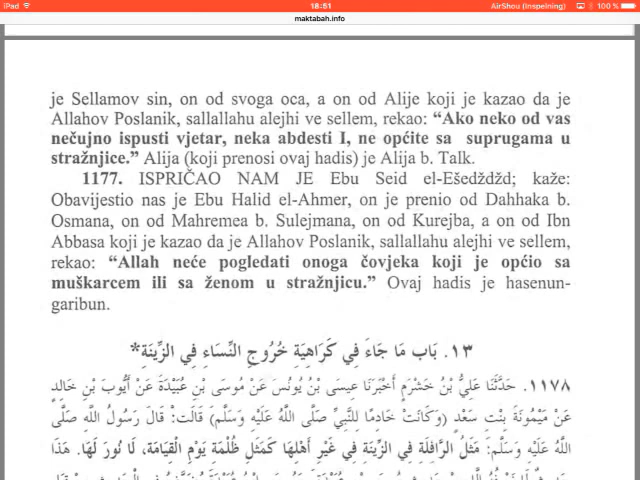 iPad 18:51 AirShou (Inspelning) 100 %
maktabah.info
je Sellamov sin, on od svoga oca, a on od Alije koji je kazao da je
Allahov Poslanik, sallallahu alejhi ve sellem, rekao: “Ako neko od vas
nečujno ispusti vjetar, neka abdesti I, ne općite sa suprugama u
stražnjice.” Alija (koji prenosi ovaj hadis) je Alija b. Talk.
1177. ISPRIČAO NAM JE Ebu Seid el-Ešedždžd; kaže:
Obavijestio nas je Ebu Halid el-Ahmer, on je prenio od Dahhaka b.
Osmana, on od Mahremea b. Sulejmana, on od Kurejba, a on od Ibn
Abbasa koji je kazao da je Allahov Poslanik, sallallahu alejhi ve sellem,
rekao: “Allah neće pogledati onoga čovjeka koji je općio sa
muškarcem ili sa ženom u stražnjicu.” Ovaj hadis je hasenun-
garibun.
١٣. بَاب مَا جَاءَ فِي كَرَاهِيَةِ خُرُوجِ النِّسَاءِ فِي الزِّينَةِ*
١١٧٨. حَدَّثَنَا عَلِيُّ بْنُ خَشْرَمٍ أَخْبَرَنَا عِيسَى بْنُ يُونُسَ عَنْ مُوسَى بْنِ عُبَيْدَةَ عَنْ أَيُّوبَ بْنِ خَالِدٍ
عَنْ مَيْمُونَةَ بِنْتِ سَعْدٍ (وَكَانَتْ خَادِمًا لِلنَّبِيِّ صَلَّى اللَّهُ عَلَيْهِ وَسَلَّمَ) قَالَتْ: قَالَ رَسُولُ اللَّهِ صَلَّى
اللَّهُ عَلَيْهِ وَسَلَّمَ: مَثَلُ الرَّافِلَةِ فِي الزِّينَةِ فِي غَيْرِ أَهْلِهَا كَمَثَلِ ظُلْمَةِ يَوْمِ الْقِيَامَةِ، لَا نُورَ لَهَا. هَذَا